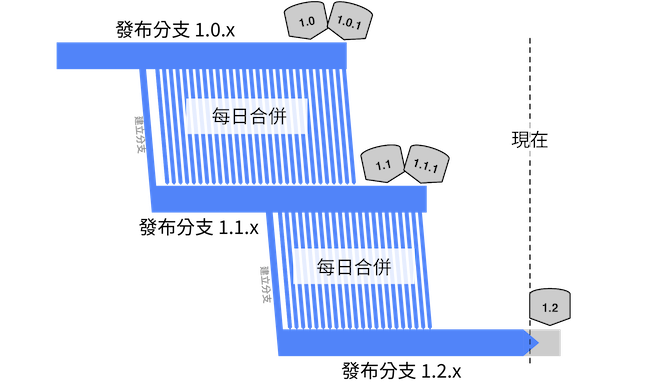 發布分支 1.0.x
1.0
1.0.1
建立分支
每日合併
現在
1.1
1.1.1
發布分支 1.1.x
建立分支
每日合併
1.2
發布分支 1.2.x